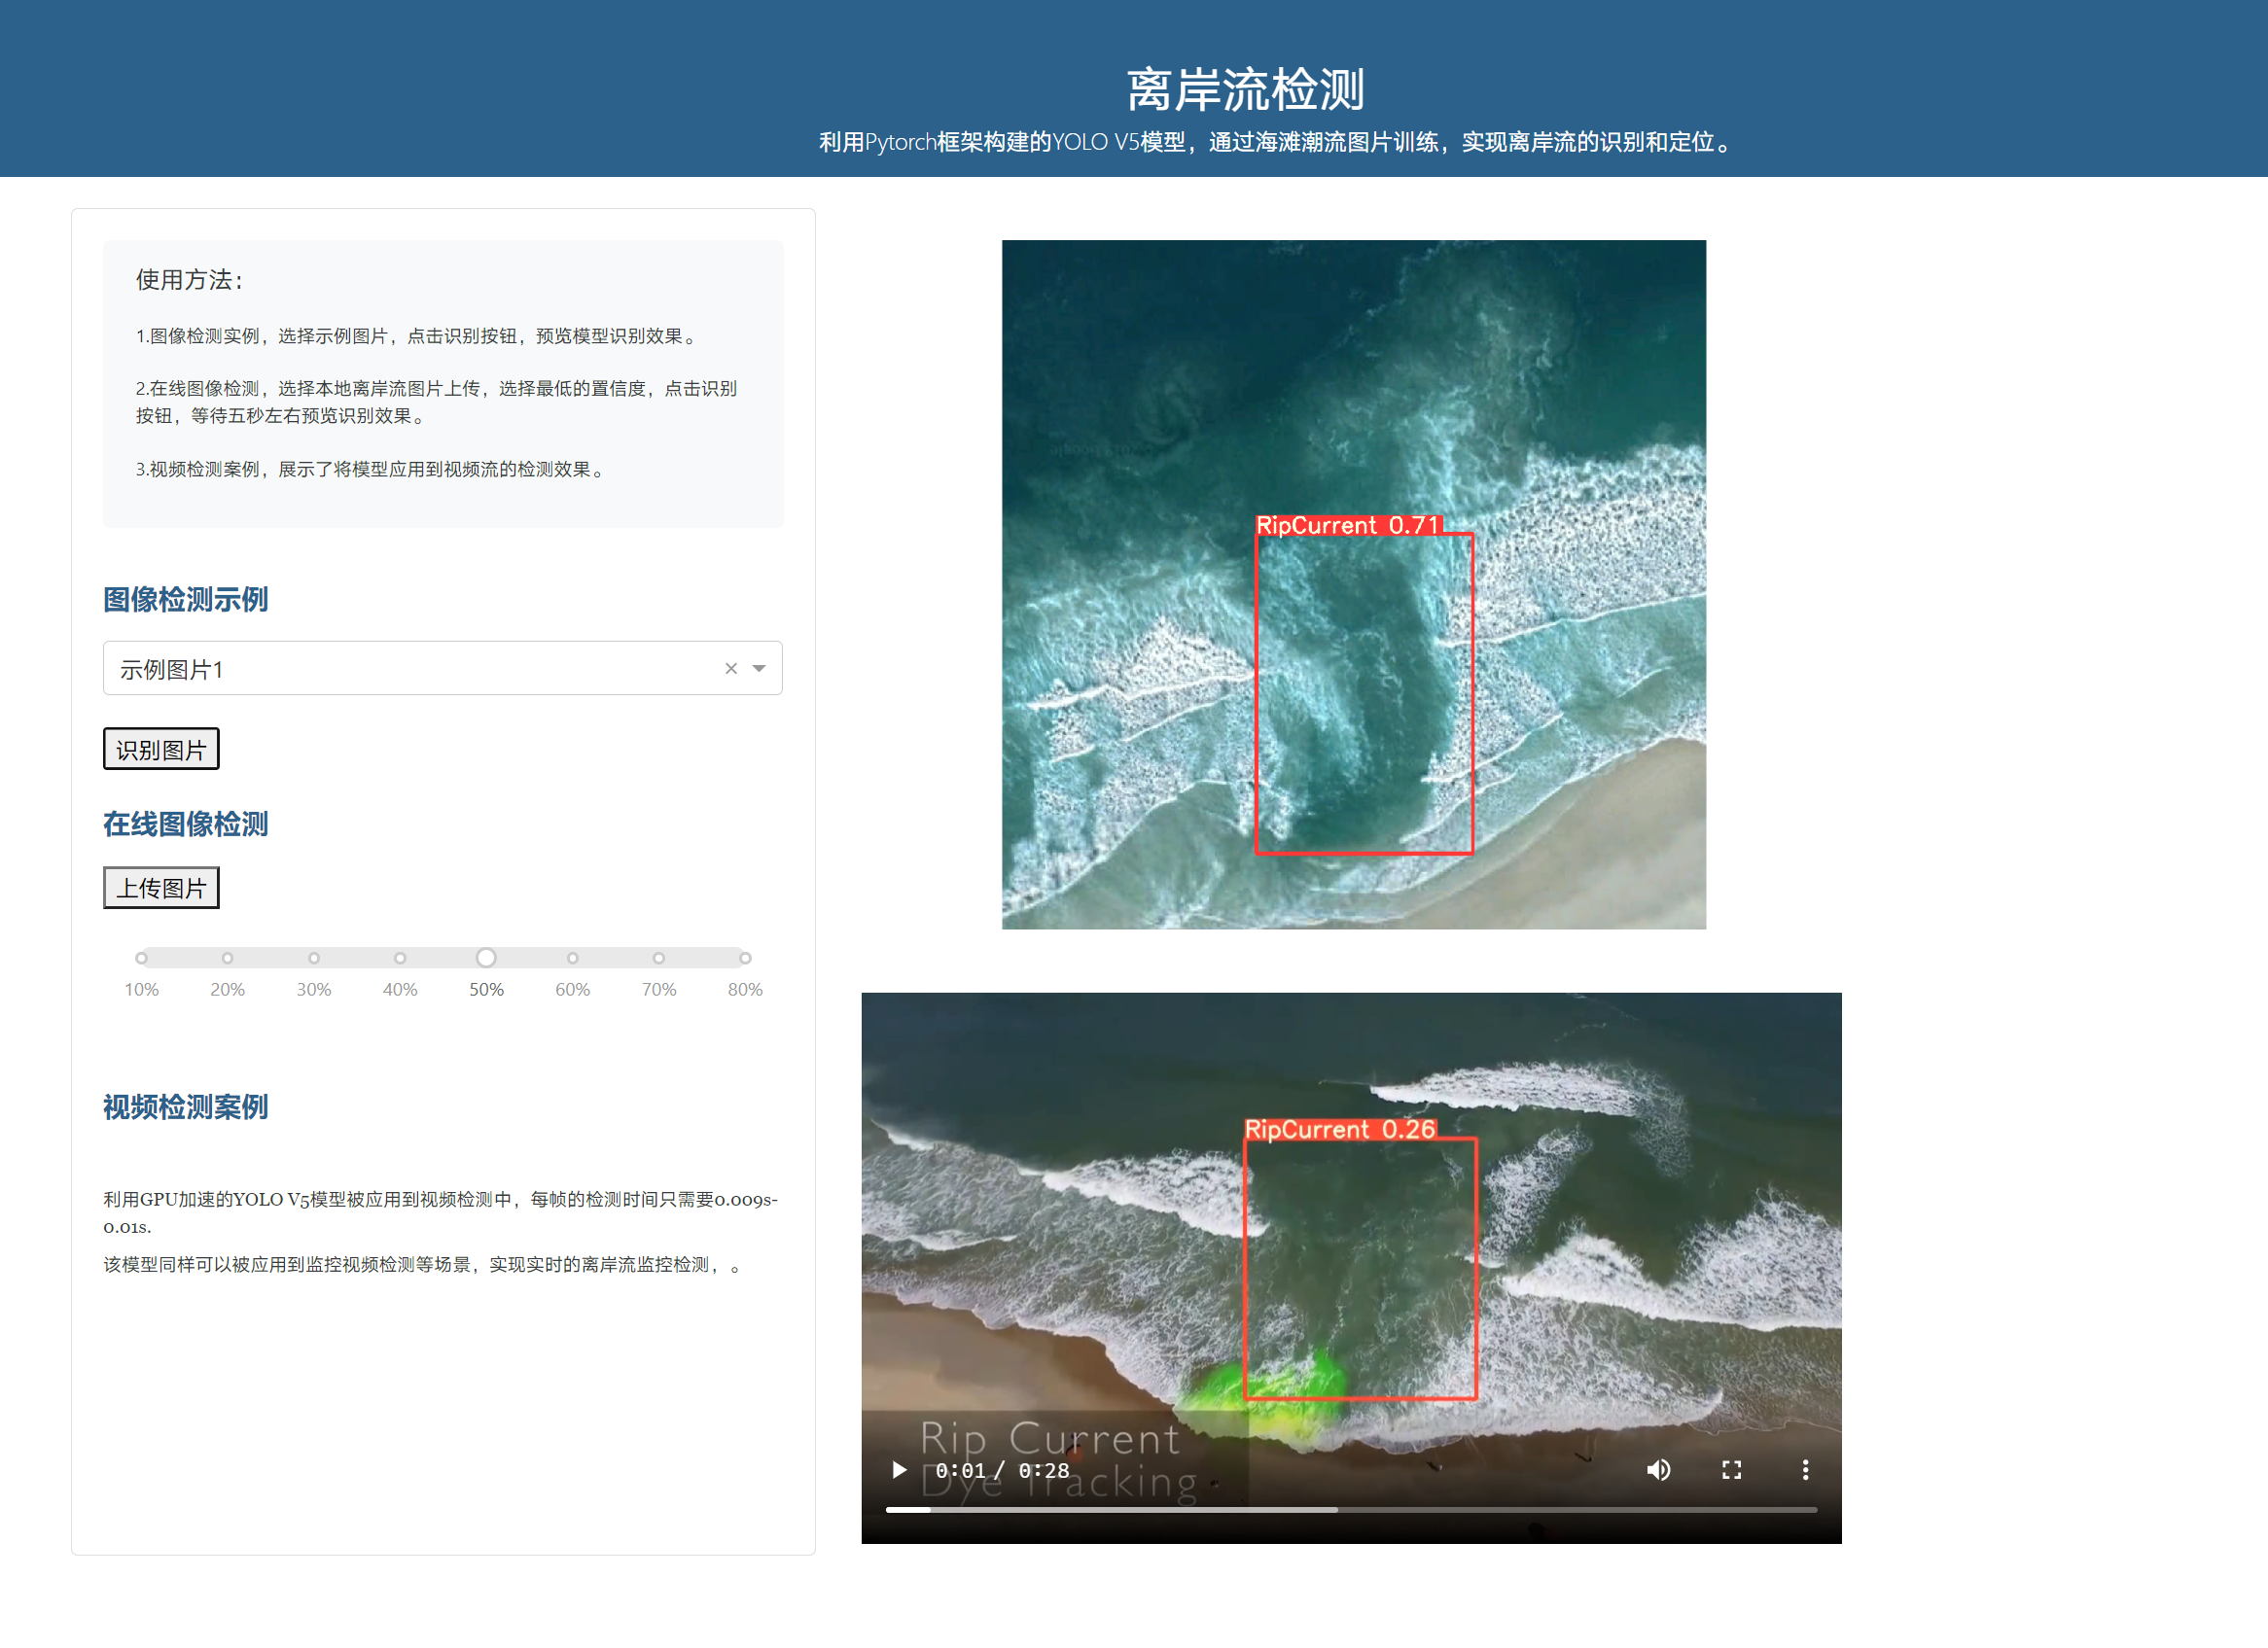 离岸流检测
利用Pytorch框架构建的YOLO V5模型，通过海滩潮流图片训练，实现离岸流的识别和定位。
使用方法：
1.图像检测实例，选择示例图片，点击识别按钮，预览模型识别效果。
2.在线图像检测，选择本地离岸流图片上传，选择最低的置信度，点击识别
按钮，等待五秒左右预览识别效果。
3.视频检测案例，展示了将模型应用到视频流的检测效果。
图像检测示例
示例图片1
识别图片
在线图像检测
上传图片
10% 20% 30% 40% 50% 60% 70% 80%
视频检测案例
利用GPU加速的YOLO V5模型被应用到视频检测中，每帧的检测时间只需要0.009s-
0.01s.
该模型同样可以被应用到监控视频检测等场景，实现实时的离岸流监控检测，。
RipCurrent 0.71
RipCurrent 0.26
Rip Current
Dye Tracking
0:01 / 0:28